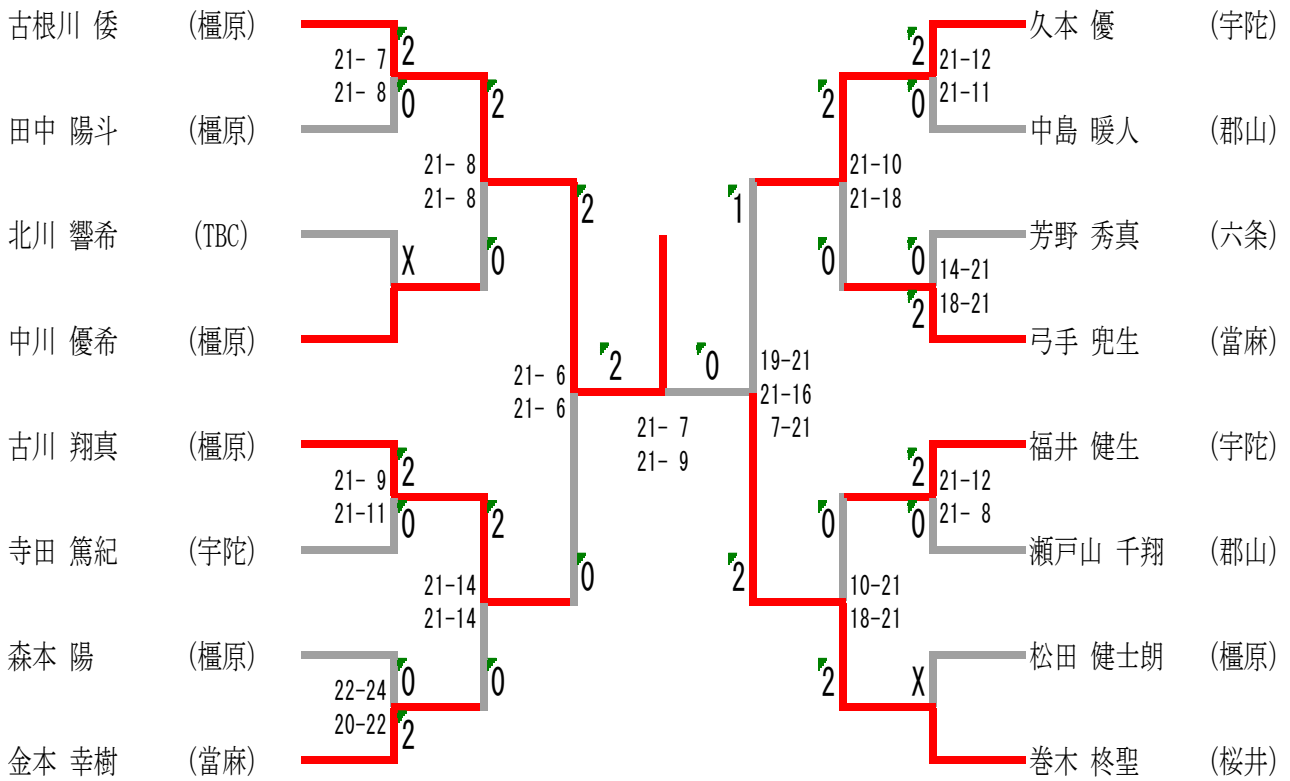 古根川 倭 (橿原)
2
21- 7
21- 8
0
田中 陽斗 (橿原)
2
21- 8
21- 8
0
北川 響希 (TBC)
X
中川 優希 (橿原)
2
21- 6
21- 6
0
古川 翔真 (橿原)
2
21- 9
21-11
0
寺田 篤紀 (宇陀)
2
21-14
21-14
0
森本 陽 (橿原)
0
22-24
20-22
2
金本 幸樹 (當麻)
2 0
21- 7
21- 9
久本 優 (宇陀)
2
21-12
21-11
0
中島 暖人 (郡山)
2
21-10
21-18
0
芳野 秀真 (六条)
0
14-21
18-21
2
弓手 兜生 (當麻)
1
19-21
21-16
7-21
2
福井 健生 (宇陀)
2
21-12
21- 8
0
瀬戸山 千翔 (郡山)
0
10-21
18-21
2
松田 健士朗 (橿原)
X
巻木 柊聖 (桜井)